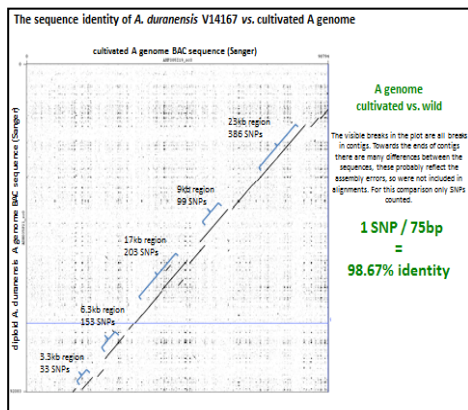 The sequence identity of A. duranensis V14167 vs. cultivated A genome
cultivated A genome BAC sequence (Sanger)
diploid A. duranensis A genome BAC sequence (Sanger)
23kb region
386 SNPs
9kb region
99 SNPs
17kb region
203 SNPs
6.3kb region
153 SNPs
3.3kb region
33 SNPs
A genome
cultivated vs. wild
The visible breaks in the plot are all breaks
in contigs. Towards the ends of contigs
there are many differences between the
sequences, these probably reflect the
assembly errors, so were not included in
alignments. For this comparison only SNPs
counted.
1 SNP / 75bp
=
98.67% identity